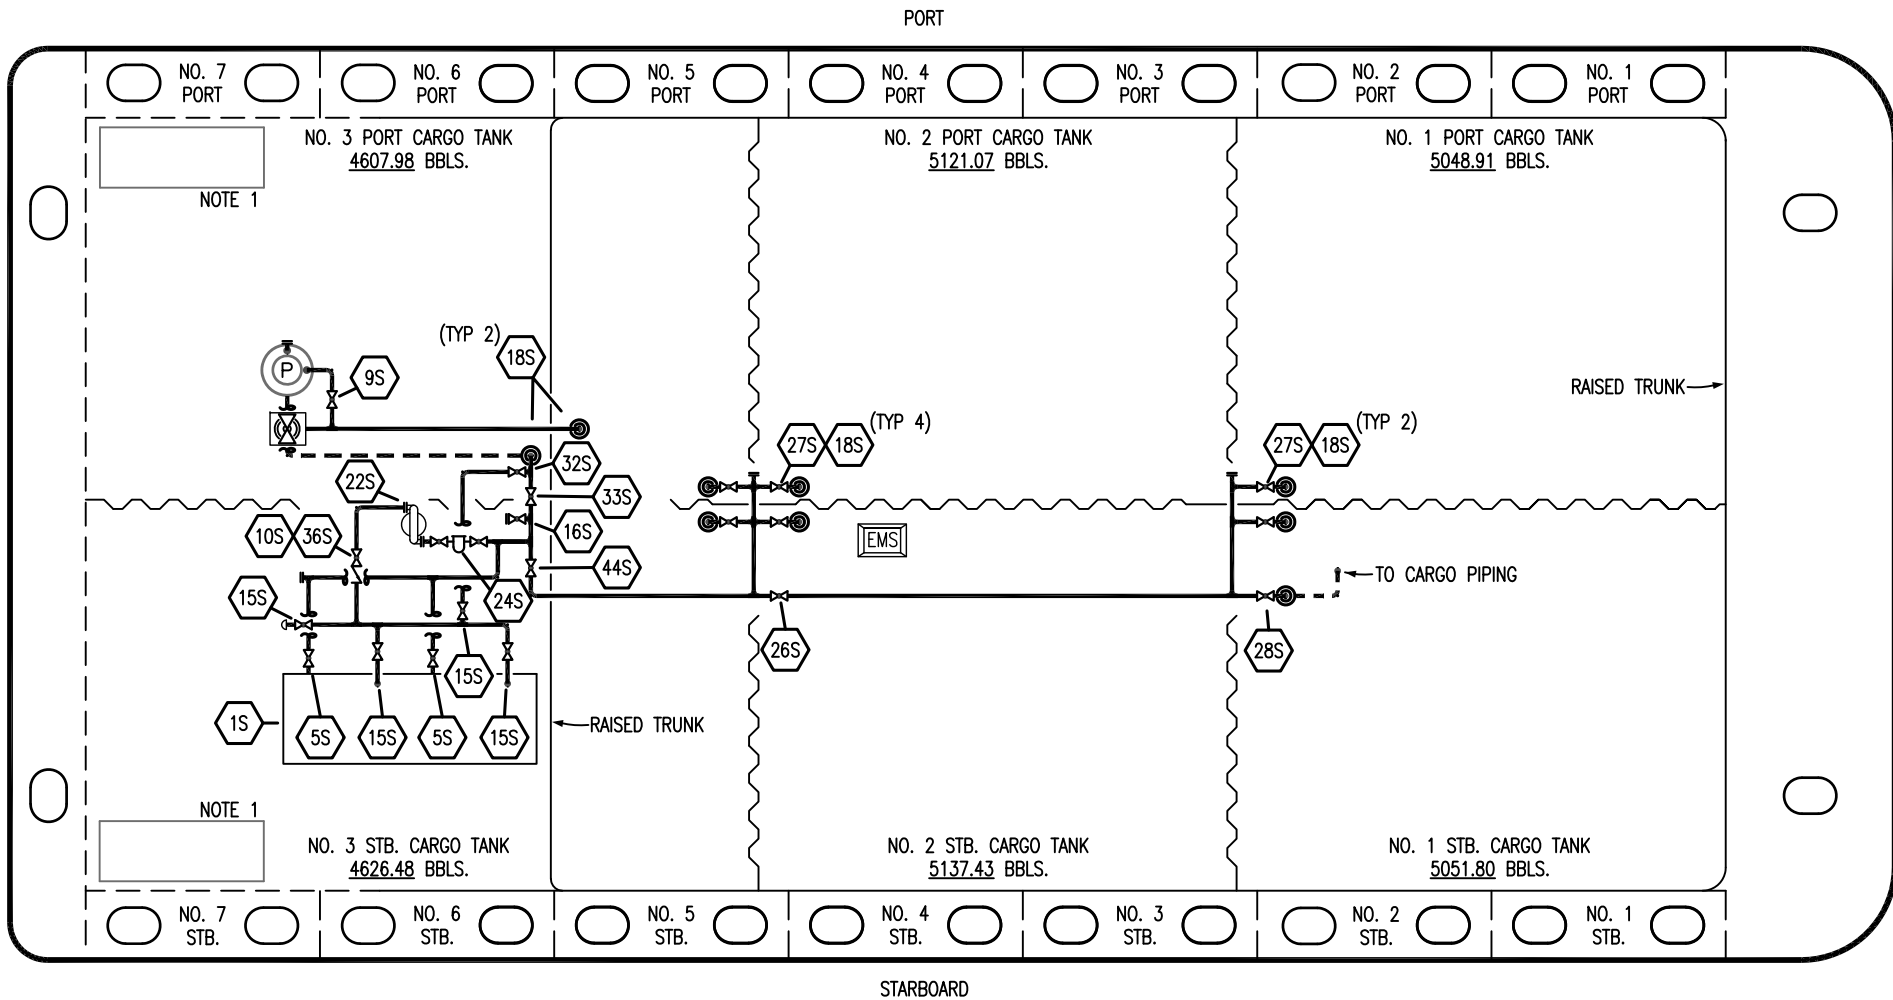 PORT
NO. 7
PORT
NO. 6
PORT
NO. 5
PORT
NO. 4
PORT
NO. 3
PORT
NO. 2
PORT
NO. 1
PORT
NO. 3 PORT CARGO TANK
4607.98 BBLS.
NO. 2 PORT CARGO TANK
5121.07 BBLS.
NO. 1 PORT CARGO TANK
5048.91 BBLS.
NOTE 1
(TYP 2)
18S
P
9S
RAISED TRUNK
27S
18S
(TYP 4)
27S
18S
(TYP 2)
32S
22S
33S
10S
36S
16S
EMS
44S
TO CARGO PIPING
15S
24S
26S
28S
15S
1S
5S
15S
5S
15S
RAISED TRUNK
NOTE 1
NO. 3 STB. CARGO TANK
4626.48 BBLS.
NO. 2 STB. CARGO TANK
5137.43 BBLS.
NO. 1 STB. CARGO TANK
5051.80 BBLS.
NO. 7
STB.
NO. 6
STB.
NO. 5
STB.
NO. 4
STB.
NO. 3
STB.
NO. 2
STB.
NO. 1
STB.
STARBOARD